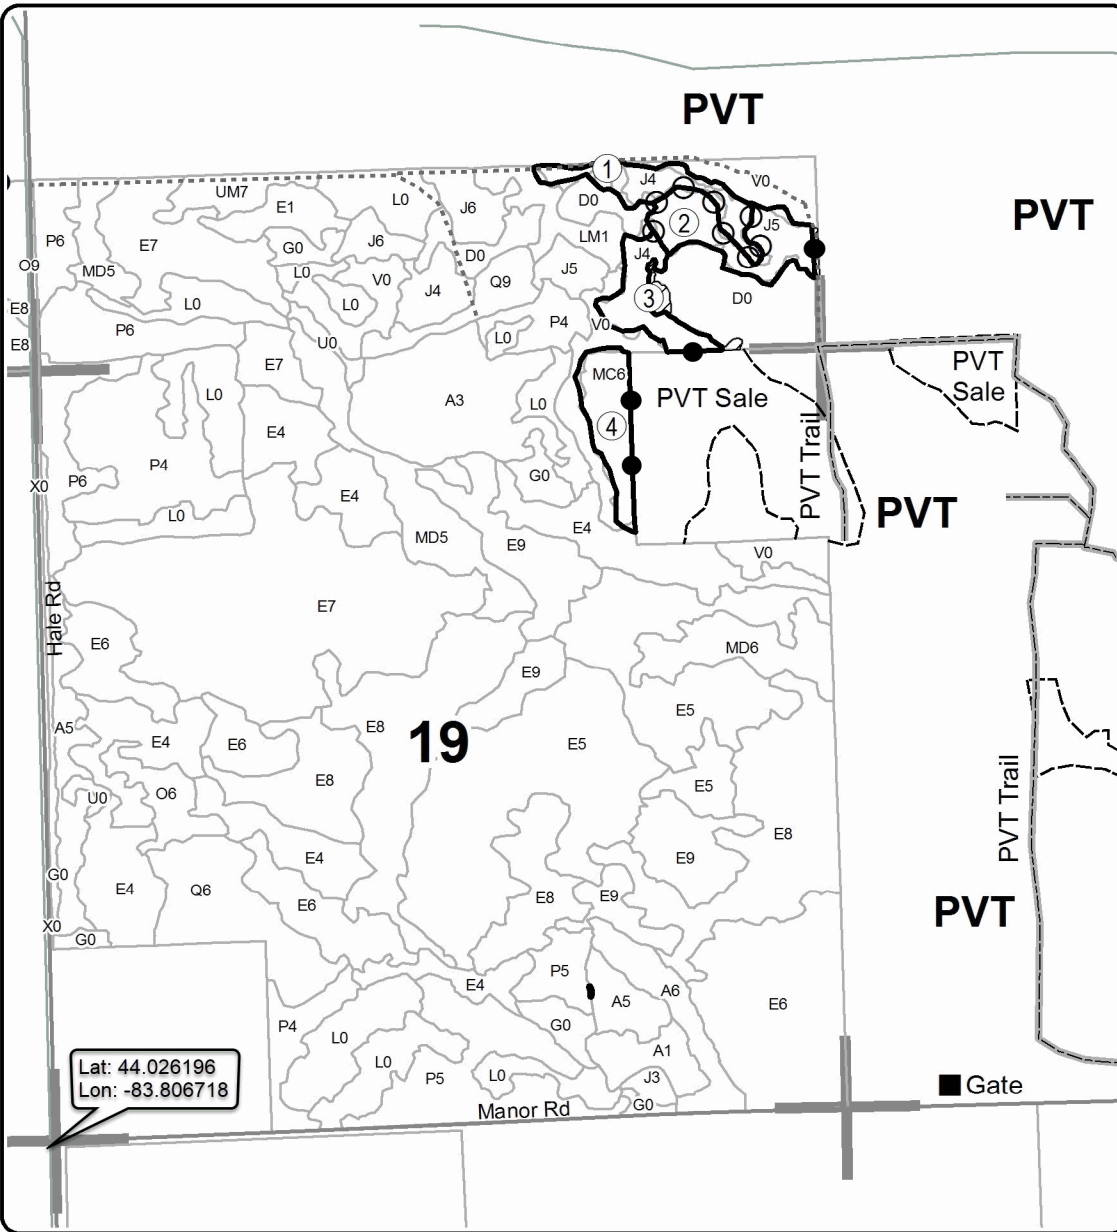 PVT
1
J4
V0
UM7
L0
E1
J6
D0
2
J5
PVT
P6
E7
G0
J6
LM1
J4
O9
MD5
L0
V0
D0
Q9
J5
E8
L0
L0
J4
3
D0
P6
U0
L0
P4
V0
E8
E7
MC6
PVT
Sale
L0
A3
L0
PVT Sale
E4
4
P4
P6
X0
G0
PVT Trail
E4
L0
PVT
MD5
E9
E4
V0
Hale Rd
E7
E6
MD6
E9
A5
E4
E6
E8
19
E5
E5
PVT Trail
U0
O6
E8
E5
E8
E4
E9
G0
E4
Q6
E6
E8
E9
PVT
X0
G0
P5
E4
A5
A6
E6
P4
L0
G0
L0
A1
P5
L0
J3
G0
Lat: 44.026196
Lon: -83.806718
Gate
Manor Rd